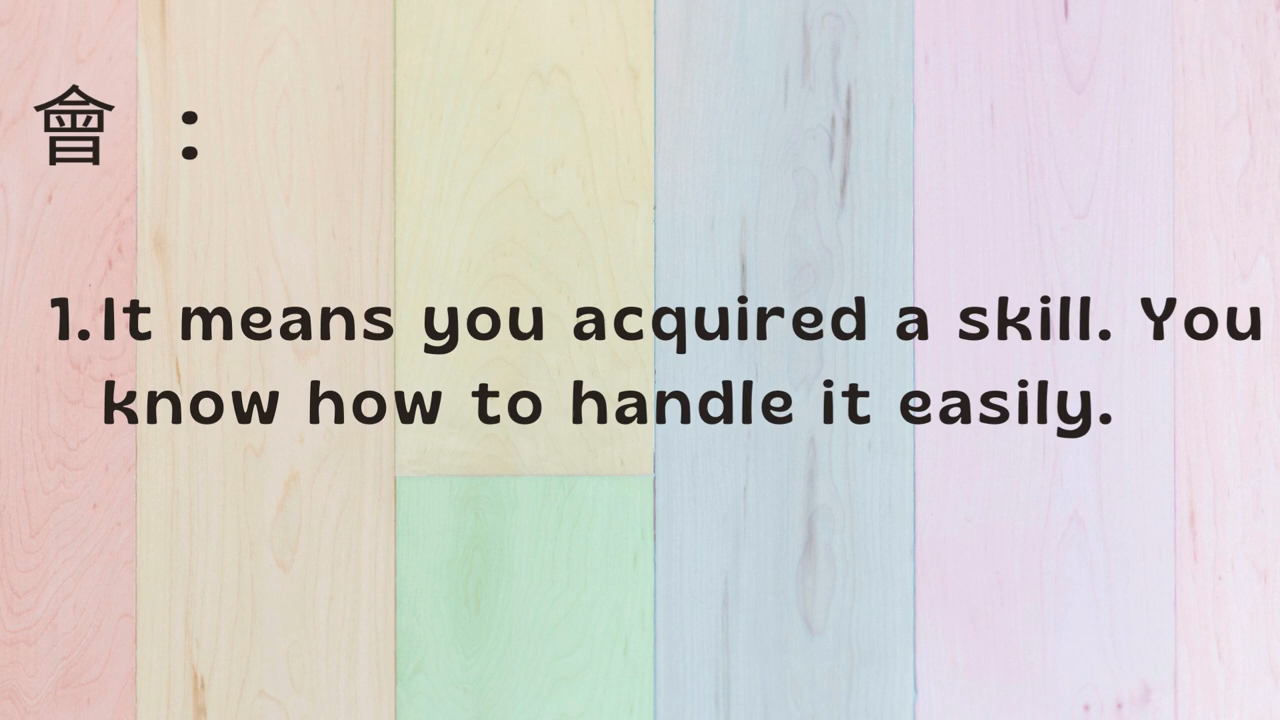 會 :
1.It means you acquired a skill. You
know how to handle it easily.